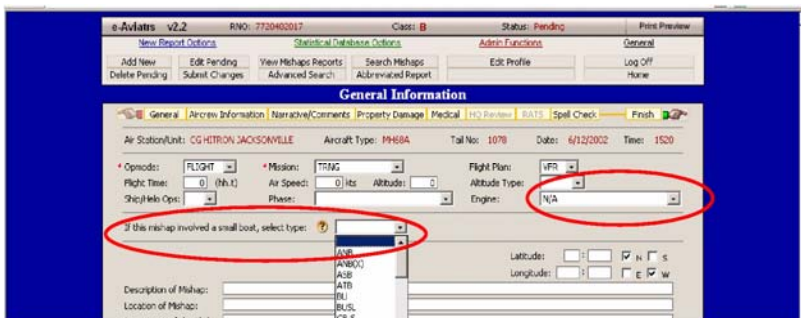 e-Aviatrs v2.2 RNO: 7720402017 Class: B Status: Pending Print Preview
New Report Options Statistical Database Options Admin Functions General
Add New Edit Pending View Mishaps Reports Search Mishaps Edit Profile Log Off
Delete Pending Submit Changes Advanced Search Abbreviated Report Home
General Information
General Aircrew Information Narrative/Comments Property Damage Medical HQ Review RATS Spell Check Finish
Air Station/Unit: CG HITRON JACKSONVILLE Aircraft Type: MH68A Tail No: 1078 Date: 6/12/2002 Time: 1520
* Opmode: FLIGHT * Mission: TRNG Flight Plan: VFR
Flight Time: 0 (hh.t) Air Speed: 0 kts Altitude: 0 Altitude Type:
Ship/Helo Ops: Phase: Engine: N/A
If this mishap involved a small boat, select type: ?
ANB
ANB(X)
ASB
ATB
BLI
BUSL
Latitude: : N S
Longitude: : E W
Description of Mishap:
Location of Mishap: